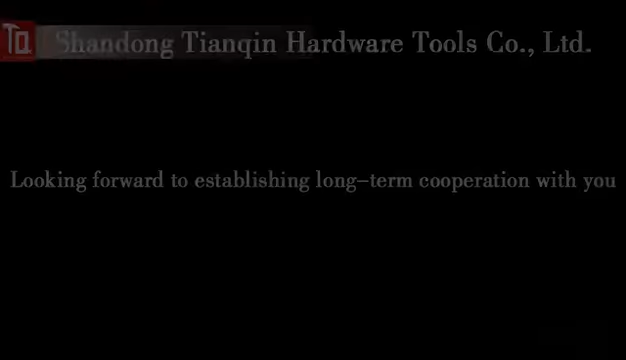 TQ Shandong Tianqin Hardware Tools Co., Ltd.
Looking forward to establishing long-term cooperation with you